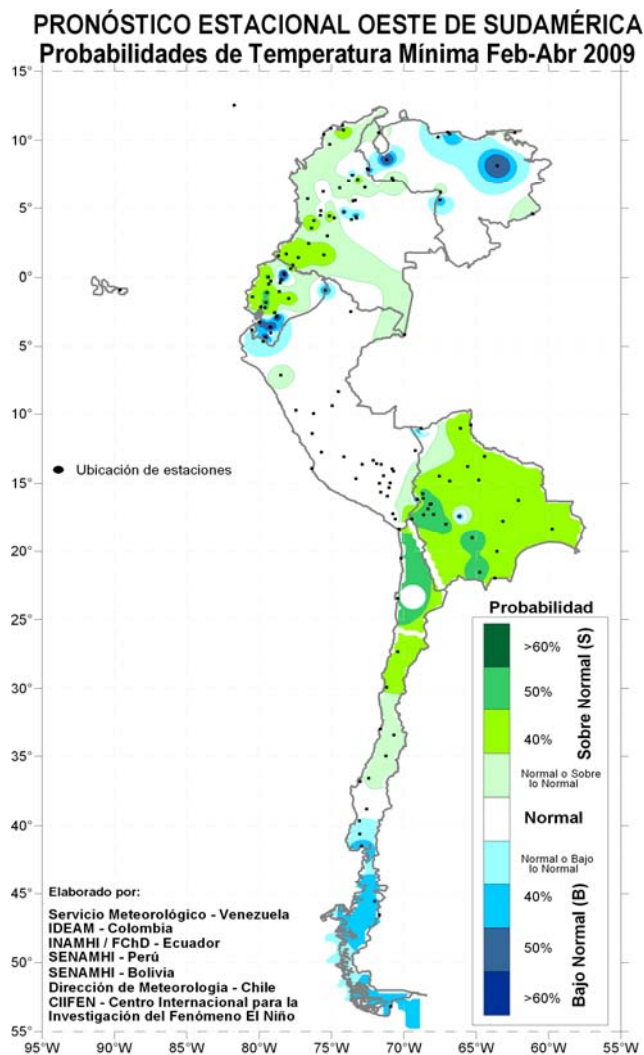 PRONÓSTICO ESTACIONAL OESTE DE SUDAMÉRICA
Probabilidades de Temperatura Mínima Feb-Abr 2009
15°
10°
5°
0°
5°
10°
15°
20°
25°
30°
35°
40°
45°
50°
55°
95°W 90°W 85°W 80°W 75°W 70°W 65°W 60°W 55°W
Ubicación de estaciones
Probabilidad
>60%
50%
40%
Sobre Normal (S)
Normal o Sobre
lo Normal
Normal
Normal o Bajo
lo Normal
40%
50%
>60%
Bajo Normal (B)
Elaborado por:
Servicio Meteorológico - Venezuela
IDEAM - Colombia
INAMHI / FChD - Ecuador
SENAMHI - Perú
SENAMHI - Bolivia
Dirección de Meteorologia - Chile
CIIFEN - Centro Internacional para la
Investigación del Fenómeno El Niño